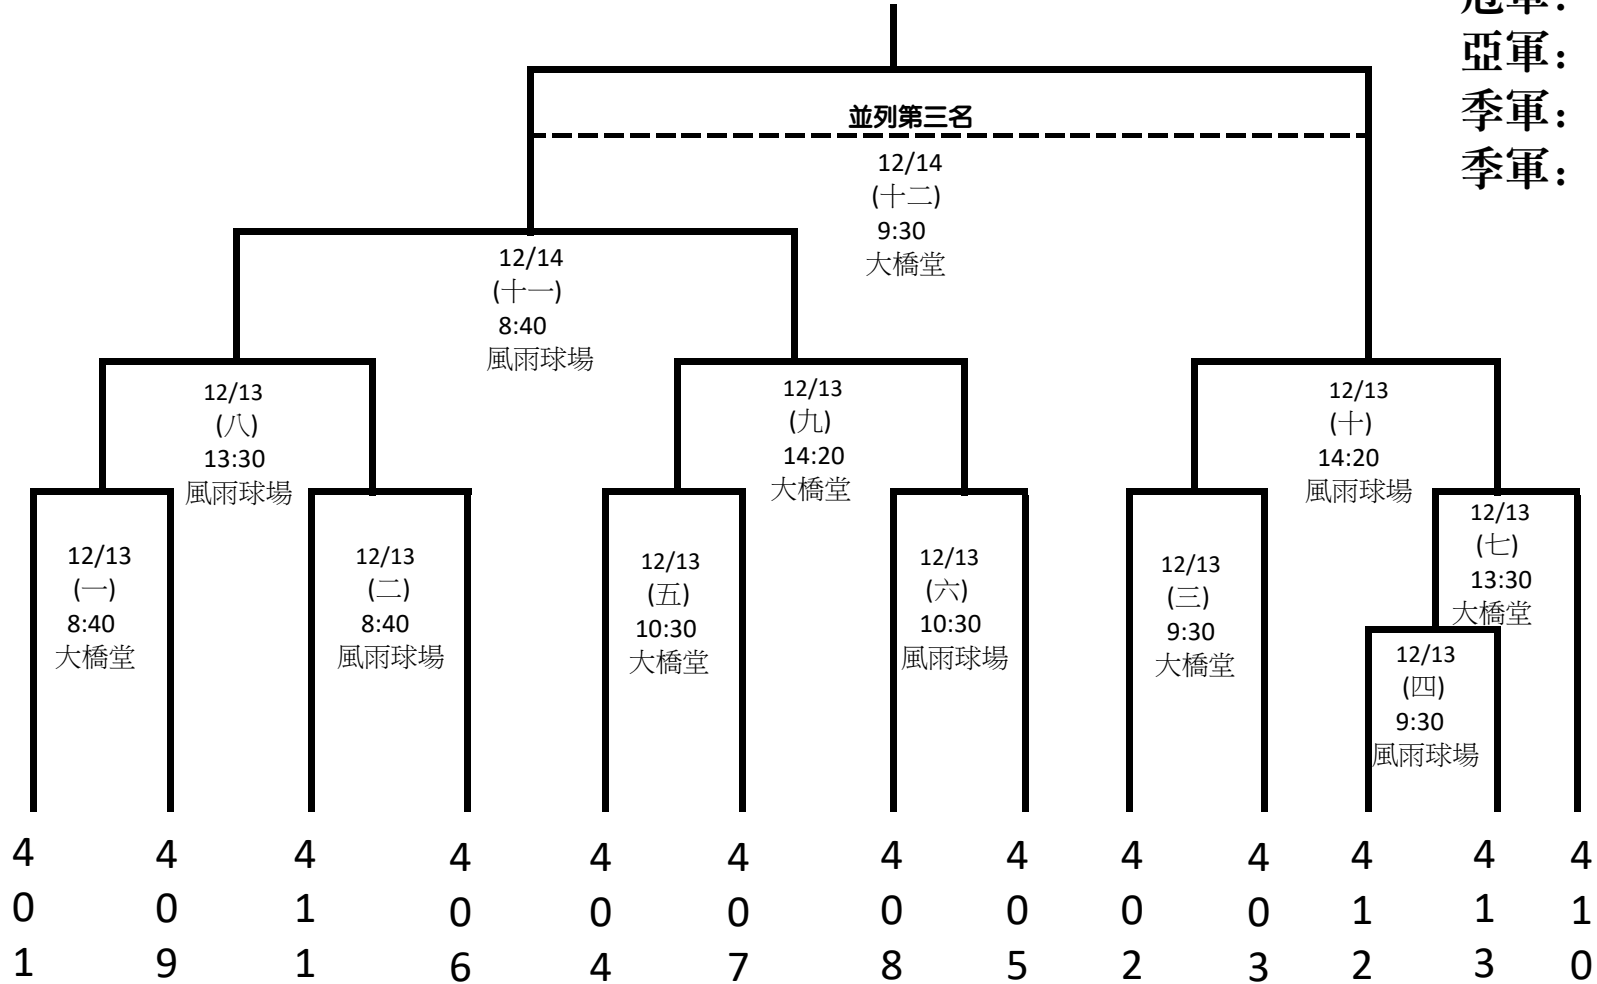 冠軍：
亞軍：
季軍：
季軍：
並列第三名
12/14
(十二)
9:30
大橋堂
12/14
(十一)
8:40
風雨球場
12/13
(八)
13:30
風雨球場
12/13
(九)
14:20
大橋堂
12/13
(十)
14:20
風雨球場
12/13
(一)
8:40
大橋堂
12/13
(二)
8:40
風雨球場
12/13
(五)
10:30
大橋堂
12/13
(六)
10:30
風雨球場
12/13
(三)
9:30
大橋堂
12/13
(七)
13:30
大橋堂
12/13
(四)
9:30
風雨球場
401
409
411
406
404
407
408
405
402
403
412
413
410